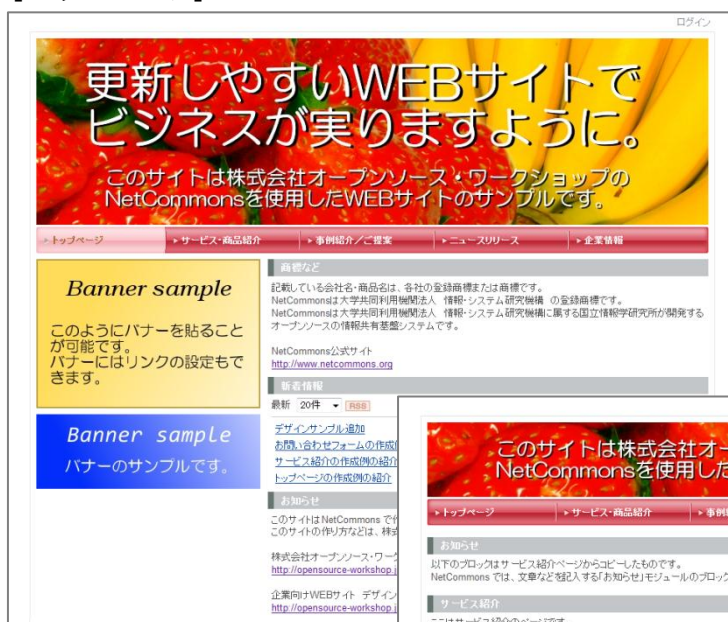 ログイン
更新しやすいWEBサイトで
ビジネスが実りますように。
このサイトは株式会社オープンソース・ワークショップの
NetCommonsを使用したWEBサイトのサンプルです。
トップページ
サービス・商品紹介
事例紹介／ご提案
ニュースリリース
企業情報
Banner sample
このようにバナーを貼ること
が可能です。
バナーにはリンクの設定もで
きます。
Banner sample
バナーのサンプルです。
商標など
記載している会社名・商品名は、各社の登録商標または商標です。
NetCommonsは大学共同利用機関法人 情報・システム研究機構 の登録商標です。
NetCommonsは大学共同利用機関法人 情報・システム研究機構に属する国立情報学研究所が開発する
オープンソースの情報共有基盤システムです。
NetCommons公式サイト
http://www.netcommons.org
新着情報
最新 20件 RSS
デザインサンプル追加
お問い合わせフォームの作成
サービス紹介の作成例の紹介
トップページの作成例の紹介
お知らせ
このサイトは NetCommons で
このサイトの作り方などは、株
株式会社オープンソース・ワー
http://opensource-workshop.j
企業向けWEBサイト デザイン
http://opensource-workshop.j
このサイトは株式会社オー
NetCommonsを使用した
トップページ
サービス・商品紹介
事例
お知らせ
以下のブロックはサービス紹介ページからコピーしたものです。
NetCommons では、文章などを記入する「お知らせ」モジュールのブロック
サービス紹介
ここはサービス紹介のページです